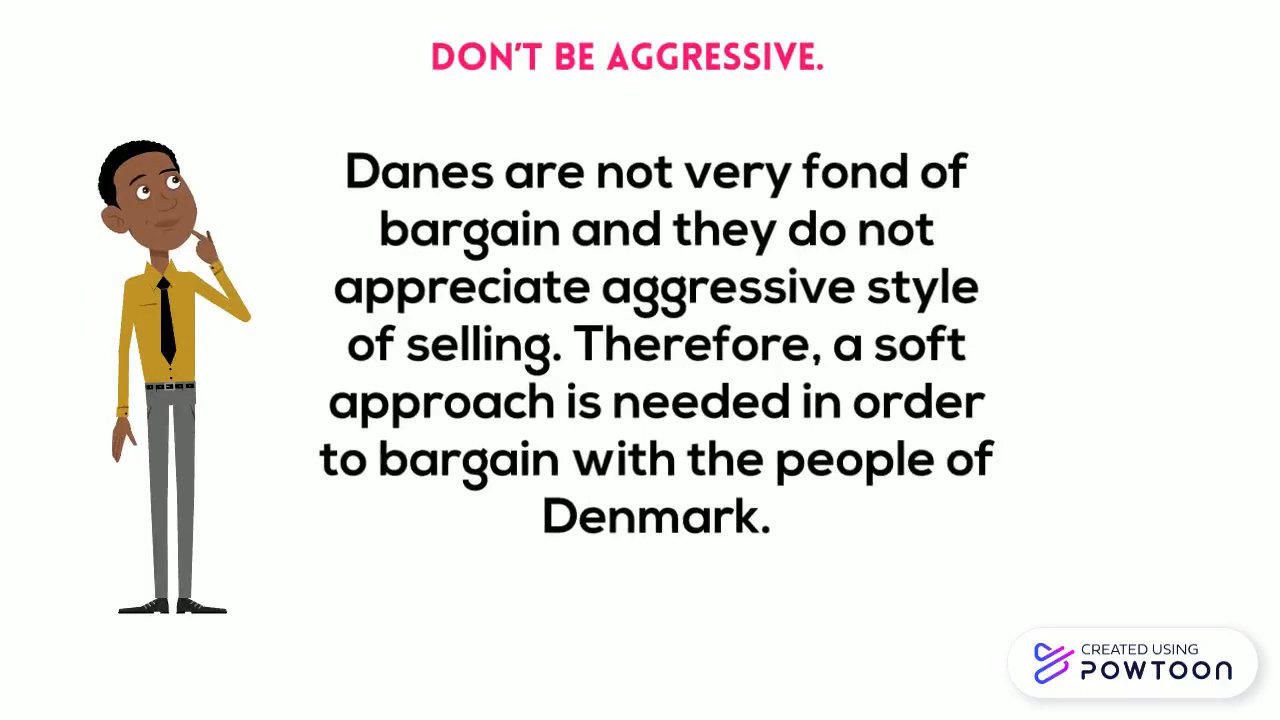 DON'T BE AGGRESSIVE.
Danes are not very fond of
bargain and they do not
appreciate aggressive style
of selling. Therefore, a soft
approach is needed in order
to bargain with the people of
Denmark.
CREATED USING
POWTOON